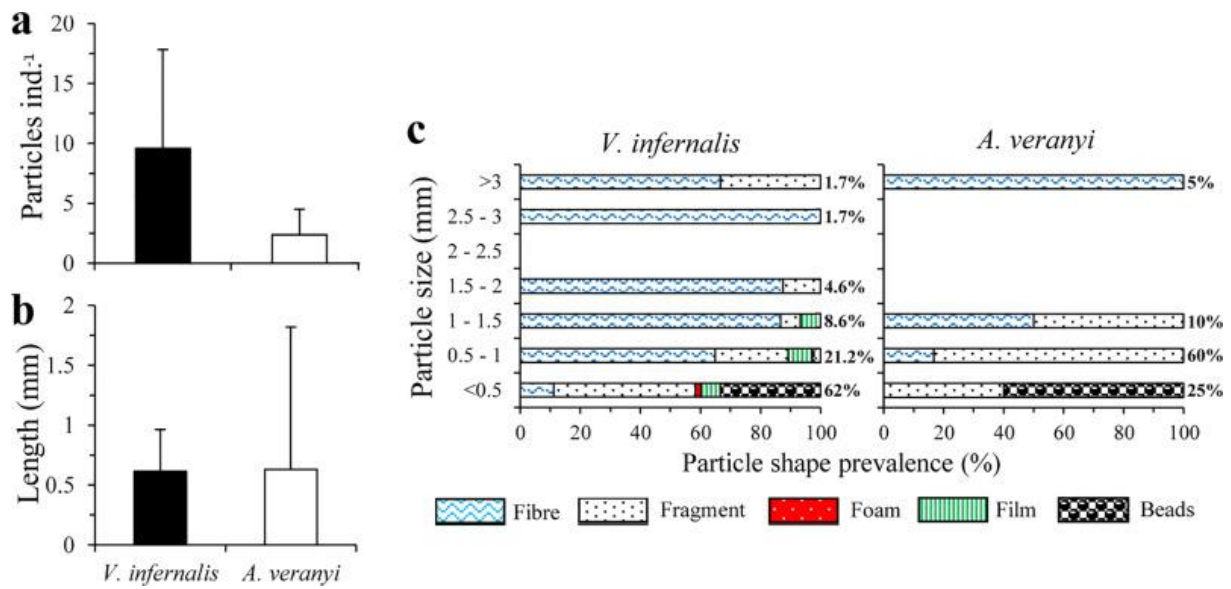 a
20
15
10
5
0
Particles ind.-1
b
2
1.5
1
0.5
0
Length (mm)
V. infernalis A. veranyi
c
V. infernalis A. veranyi
Particle size (mm)
>3 1.7% 5%
2.5 - 3 1.7%
2 - 2.5
1.5 - 2 4.6%
1 - 1.5 8.6% 10%
0.5 - 1 21.2% 60%
<0.5 62% 25%
0 20 40 60 80 100 0 20 40 60 80 100
Particle shape prevalence (%)
Fibre Fragment Foam Film Beads